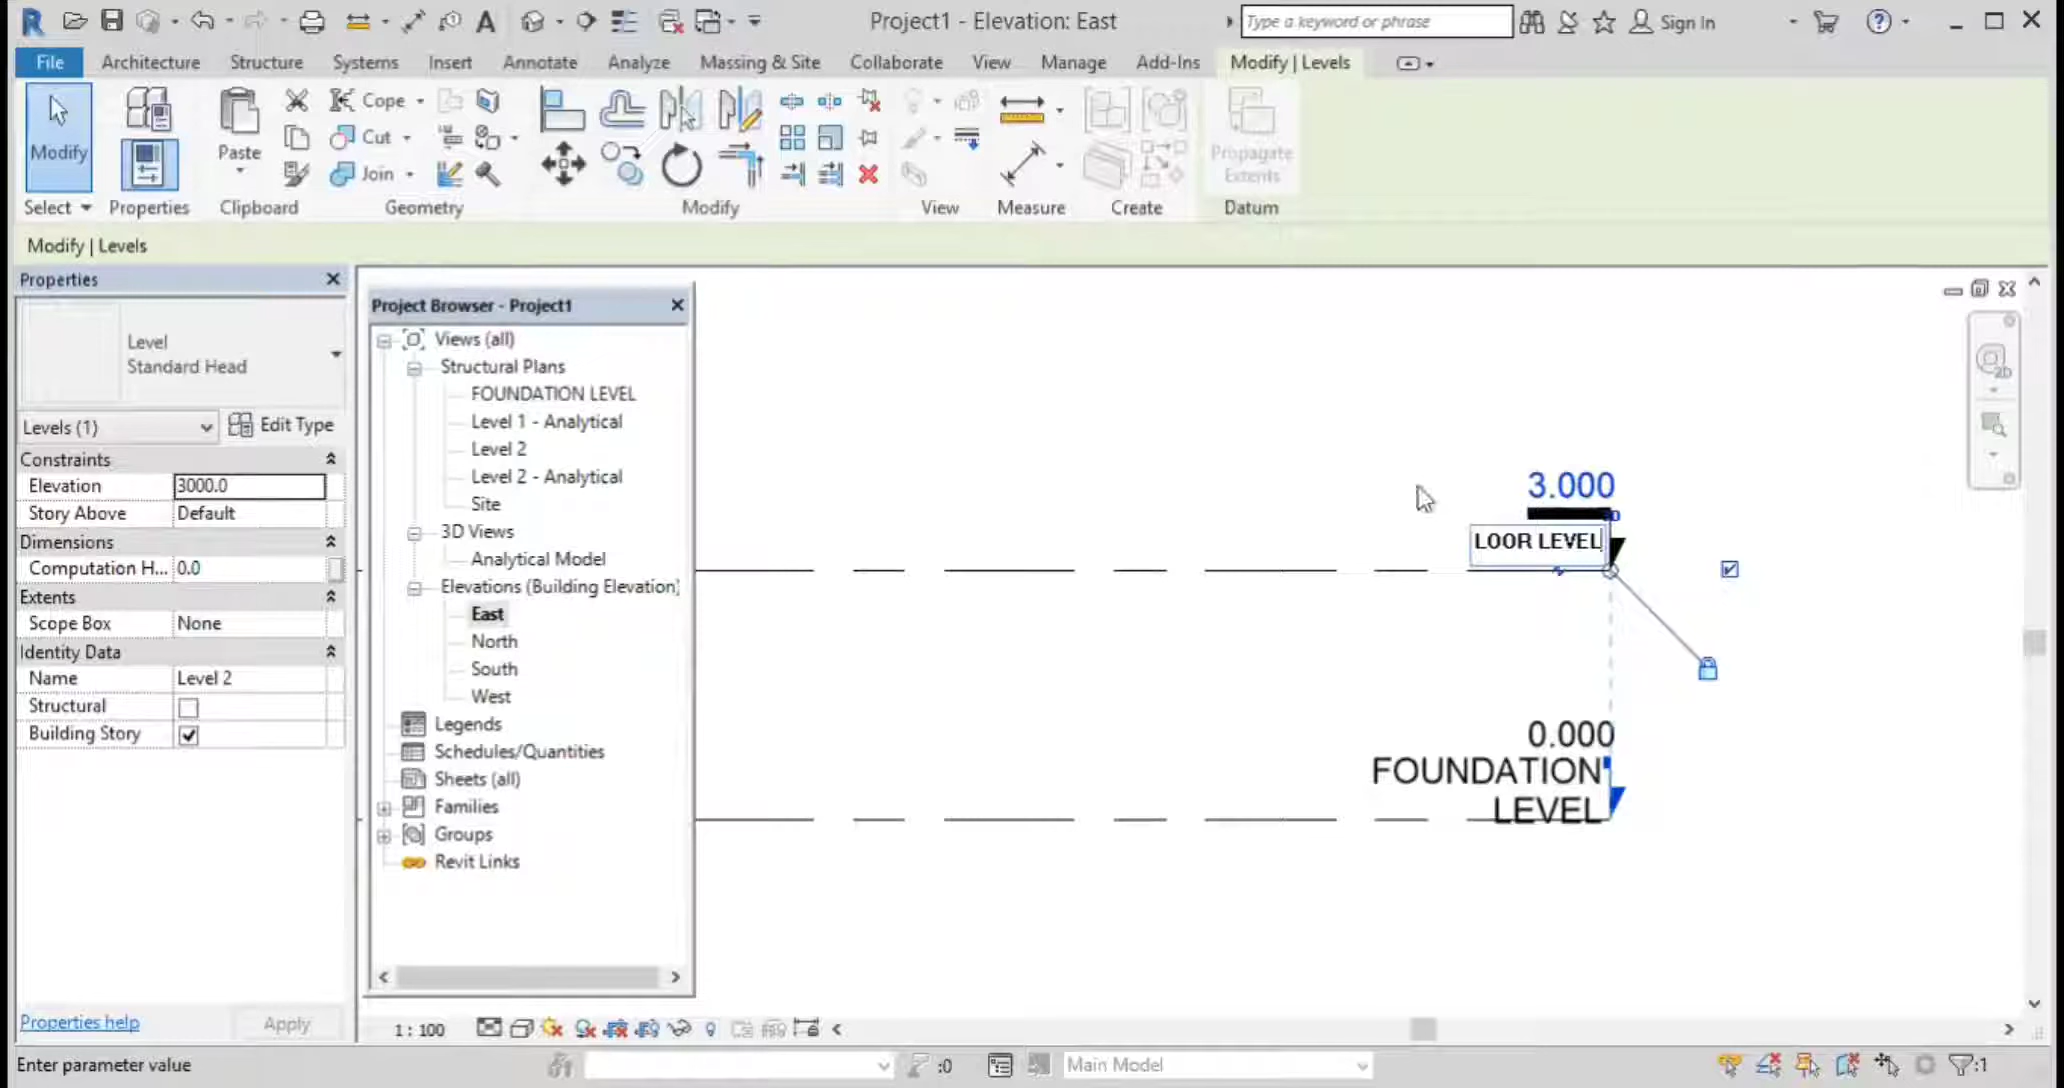 Project1 - Elevation: East
Type a keyword or phrase
Sign In
File Architecture Structure Systems Insert Annotate Analyze Massing & Site Collaborate View Manage Add-Ins Modify | Levels
Modify
Paste
Cope
Cut
Join
Propagate
Extents
Select Properties Clipboard Geometry Modify View Measure Create Datum
Modify | Levels
Properties
Level
Standard Head
Levels (1) Edit Type
Constraints
Elevation 3000.0
Story Above Default
Dimensions
Computation H... 0.0
Extents
Scope Box None
Identity Data
Name Level 2
Structural
Building Story
Properties help Apply
Project Browser - Project1
Views (all)
Structural Plans
FOUNDATION LEVEL
Level 1 - Analytical
Level 2
Level 2 - Analytical
Site
3D Views
Analytical Model
Elevations (Building Elevation)
East
North
South
West
Legends
Schedules/Quantities
Sheets (all)
Families
Groups
Revit Links
2D
3.000
LOOR LEVEL
0.000
FOUNDATION
LEVEL
1 : 100
Enter parameter value
:0
Main Model
:1